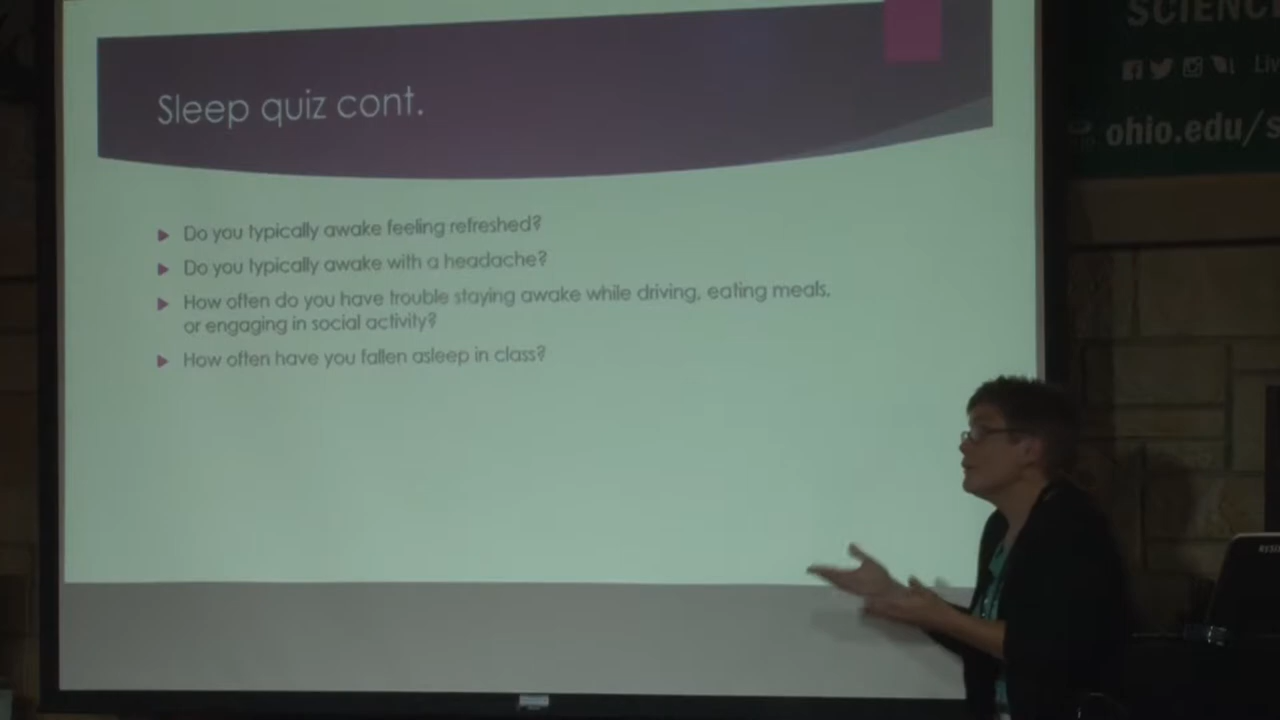 Sleep quiz cont.
Do you typically awake feeling refreshed?
Do you typically awake with a headache?
How often do you have trouble staying awake while driving, eating meals,
or engaging in social activity?
How often have you fallen asleep in class?
ohio.edu/s